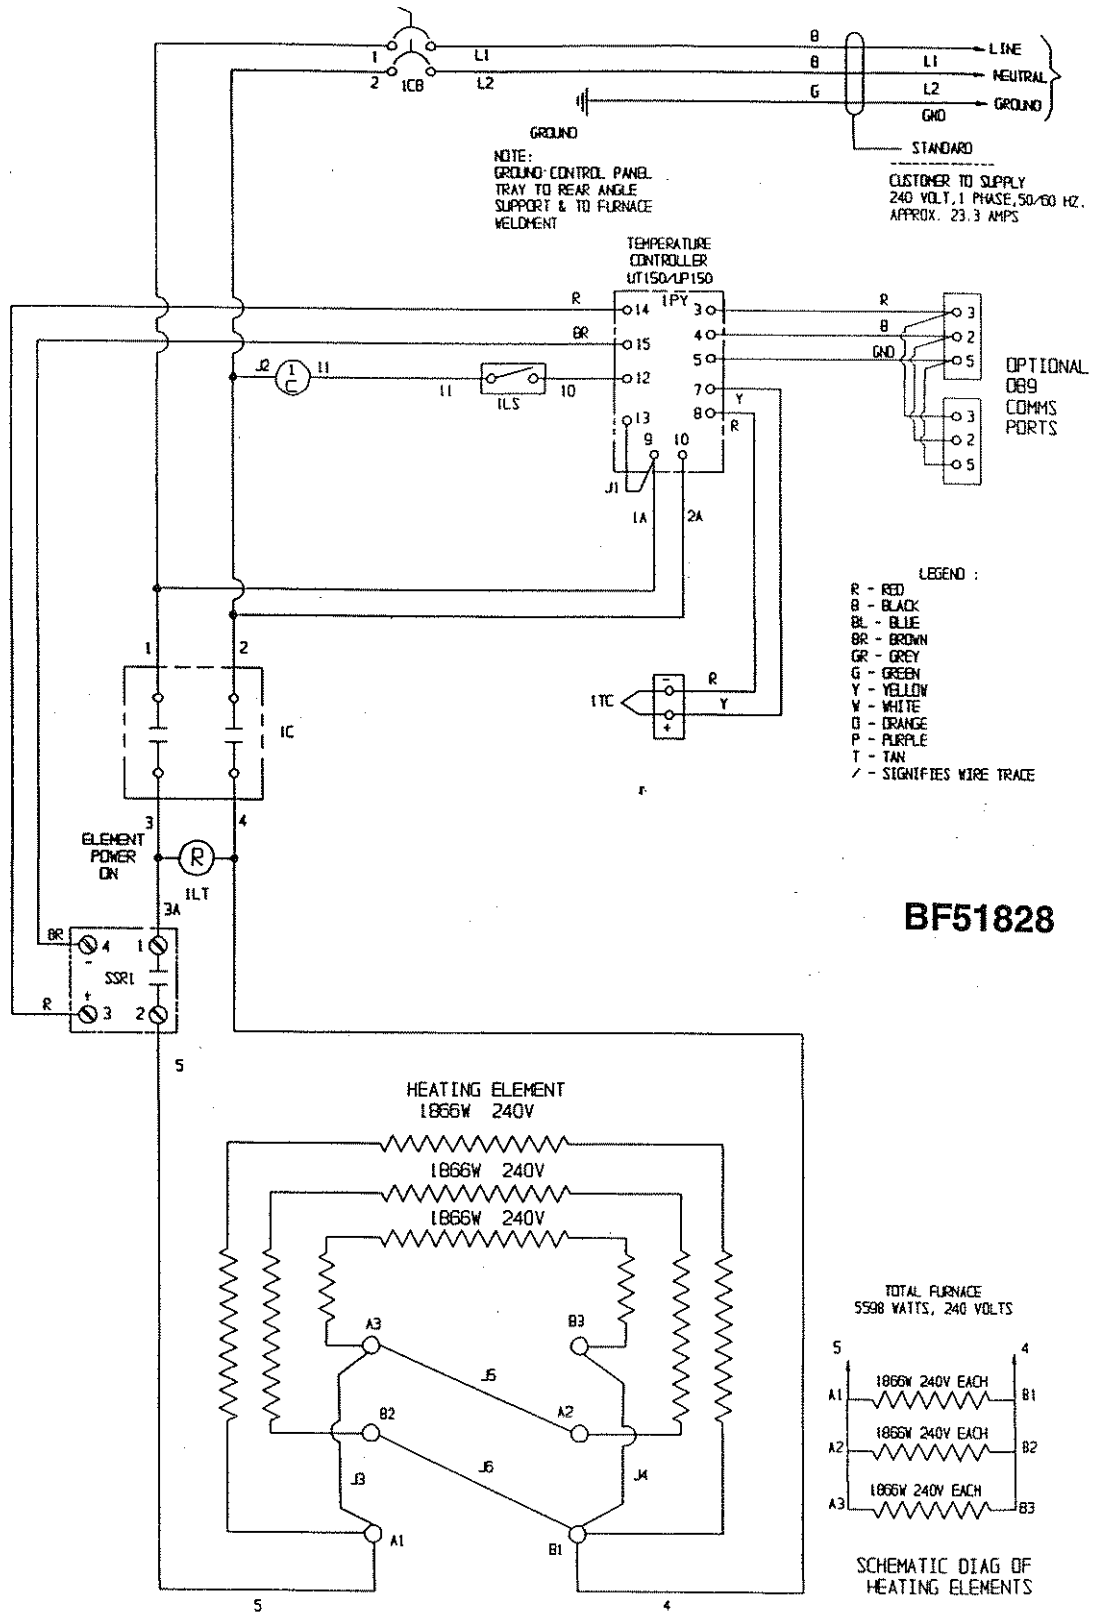 B
1
L1
LINE
B
L1
2
1CB
L2
NEUTRAL
G
L2
GROUND
GND
GROUND
STANDARD
NOTE:
GROUND CONTROL PANEL
TRAY TO REAR ANGLE
SUPPORT & TO FURNACE
WELDMENT
CUSTOMER TO SUPPLY
240 VOLT,1 PHASE,50/60 HZ.
APPROX. 23.3 AMPS
TEMPERATURE
CONTROLLER
UT150/UP150
1PY
R
14
3
R
3
BR
15
4
B
2
J2
1
C
11
11
1LS
10
12
5
GND
5
7
Y
13
8
R
9
10
J1
1A
2A
OPTIONAL
DB9
COMMS
PORTS
3
2
5
LEGEND :
R - RED
B - BLACK
BL - BLUE
BR - BROWN
GR - GREY
G - GREEN
Y - YELLOW
W - WHITE
O - ORANGE
P - PURPLE
T - TAN
/ - SIGNIFIES WIRE TRACE
1
2
1C
1TC
-
R
+
Y
3
4
ELEMENT
POWER
ON
R
1LT
3A
BF51828
BR
4
1
-
SSR1
+
R
3
2
5
HEATING ELEMENT
1866W 240V
1866W 240V
1866W 240V
A3
B3
J5
B2
A2
J3
J6
J4
A1
B1
5
4
TOTAL FURNACE
5598 WATTS, 240 VOLTS
5
4
1866W 240V EACH
A1
B1
1866W 240V EACH
A2
B2
1866W 240V EACH
A3
B3
SCHEMATIC DIAG OF
HEATING ELEMENTS